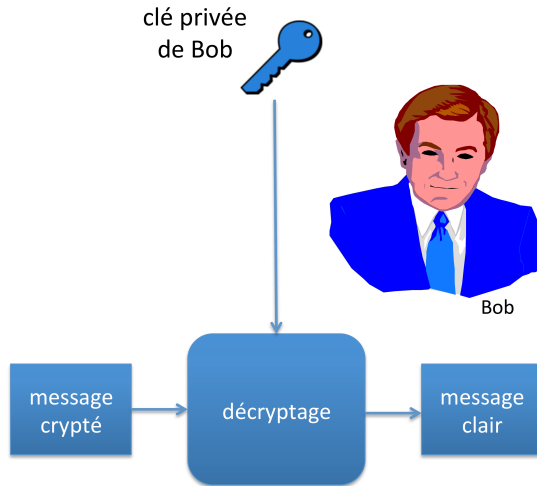 clé privée
de Bob
Bob
message
crypté
décryptage
message
clair